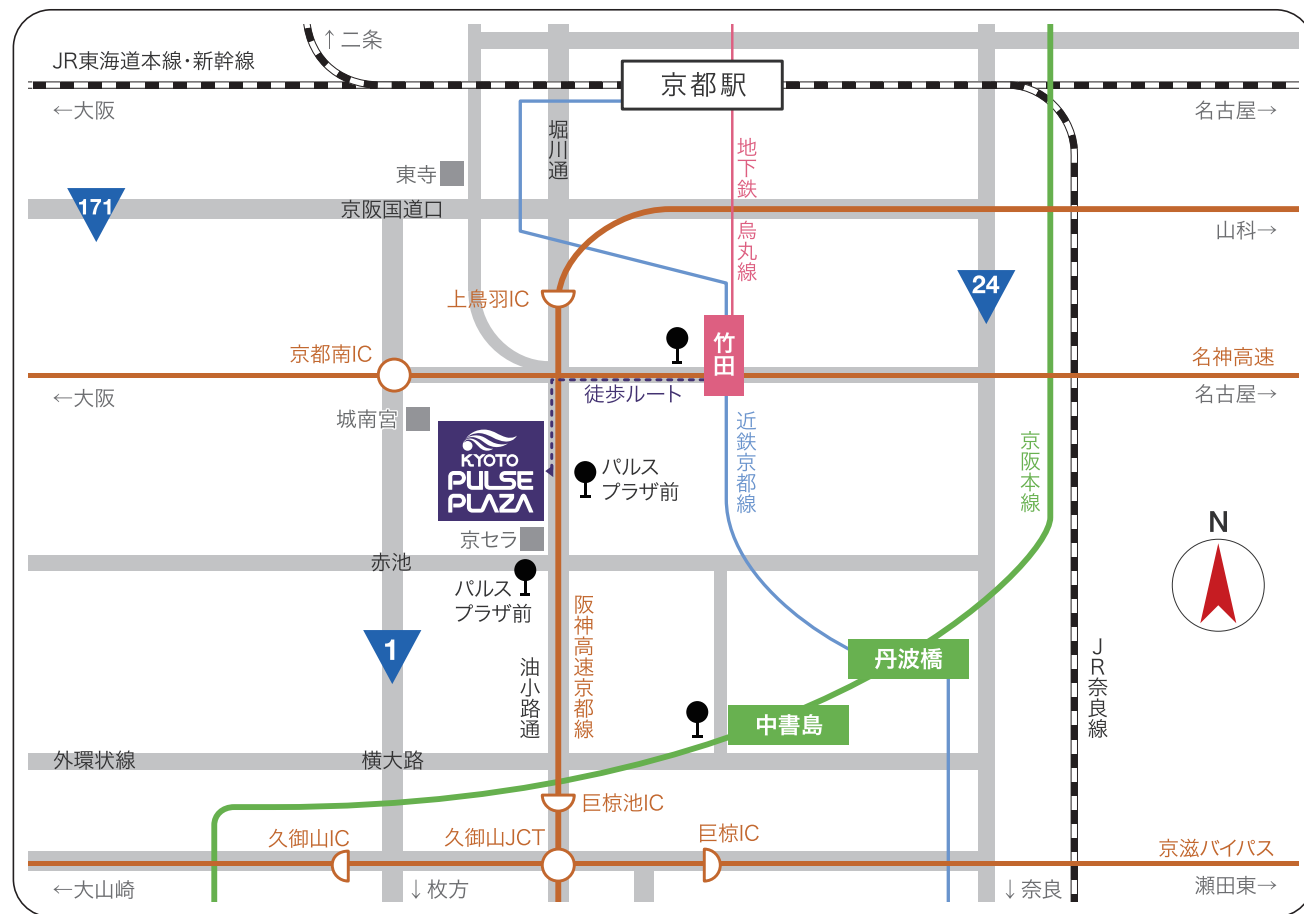 ↑二条
JR東海道本線・新幹線
京都駅
←大阪
名古屋→
堀川通
地下鉄 烏丸線
東寺
171
京阪国道口
山科→
24
上鳥羽IC
竹田
京都南IC
名神高速
←大阪
徒歩ルート
名古屋→
城南宮
近鉄京都線
京阪本線
KYOTO
PULSE
PLAZA
パルス
プラザ前
N
京セラ
赤池
パルス
プラザ前
阪神高速京都線
1
油小路通
丹波橋
JR奈良線
中書島
外環状線
横大路
巨椋池IC
久御山IC
久御山JCT
巨椋IC
京滋バイパス
←大山崎
↓枚方
↓奈良
瀬田東→